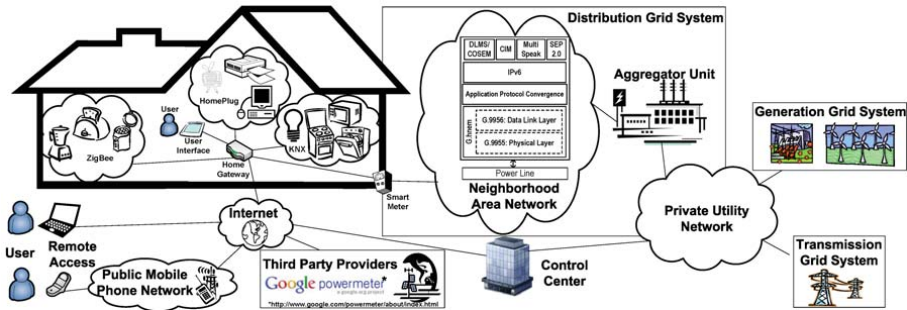 Distribution Grid System
DLMS/
COSEM
CIM
Multi
Speak
SEP
2.0
IPv6
Application Protocol Convergence
G.hnem
G.9956: Data Link Layer
G.9955: Physical Layer
Power Line
Neighborhood
Area Network
Aggregator Unit
Generation Grid System
HomePlug
ZigBee
User
User
Interface
Home
Gateway
KNX
Smart
Meter
Internet
User
Remote
Access
Public Mobile
Phone Network
Third Party Providers
Google powermeter*
a google.org project
*http://www.google.com/powermeter/about/index.html
Control
Center
Private Utility
Network
Transmission
Grid System